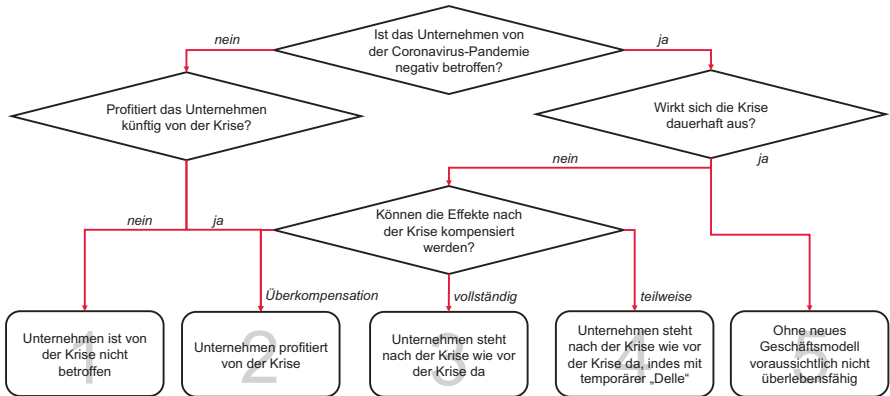 nein
Ist das Unternehmen von
der Coronavirus-Pandemie
negativ betroffen?
ja
Profitiert das Unternehmen
künftig von der Krise?
Wirkt sich die Krise
dauerhaft aus?
nein
ja
nein
ja
Können die Effekte nach
der Krise kompensiert
werden?
Überkompensation
vollständig
teilweise
1
Unternehmen ist von
der Krise nicht
betroffen
2
Unternehmen profitiert
von der Krise
3
Unternehmen steht
nach der Krise wie vor
der Krise da
4
Unternehmen steht
nach der Krise wie vor
der Krise da, indes mit
temporärer „Delle“
5
Ohne neues
Geschäftsmodell
voraussichtlich nicht
überlebensfähig